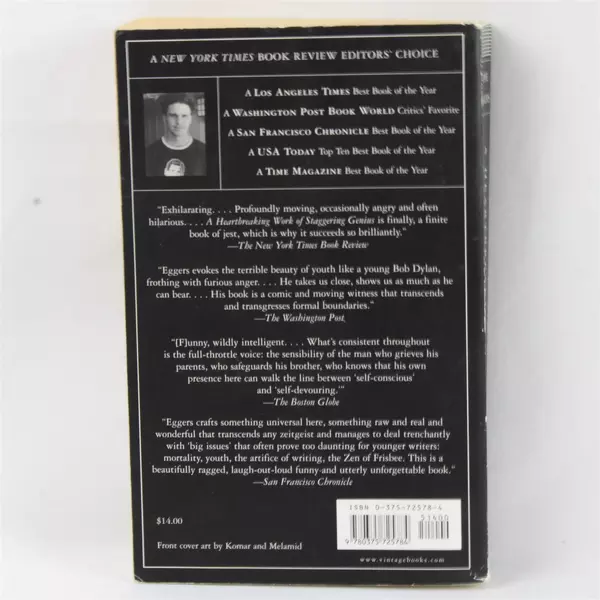 A NEW YORK TIMES BOOK REVIEW EDITORS' CHOICE
A LOS ANGELES TIMES Best Book of the Year
A WASHINGTON POST BOOK WORLD Critics' Favorite
A SAN FRANCISCO CHRONICLE Best Book of the Year
A USA TODAY Top Ten Best Book of the Year
A TIME MAGAZINE Best Book of the Year
"Exhilarating. . . . Profoundly moving, occasionally angry and often
hilarious. . . . A Heartbreaking Work of Staggering Genius is finally, a finite
book of jest, which is why it succeeds so brilliantly."
—The New York Times Book Review
"Eggers evokes the terrible beauty of youth like a young Bob Dylan,
frothing with furious anger. . . . He takes us close, shows us as much as he
can bear. . . . His book is a comic and moving witness that transcends
and transgresses formal boundaries."
—The Washington Post
"[F]unny, wildly intelligent. . . . What's consistent throughout
is the full-throttle voice: the sensibility of the man who grieves his
parents, who safeguards his brother, who knows that his own
presence here can walk the line between 'self-conscious'
and 'self-devouring.'"
—The Boston Globe
"Eggers crafts something universal here, something raw and real and
wonderful that transcends any zeitgeist and manages to deal trenchantly
with 'big issues' that often prove too daunting for younger writers:
mortality, youth, the artifice of writing, the Zen of Frisbee. This is a
beautifully ragged, laugh-out-loud funny and utterly unforgettable book."
—San Francisco Chronicle
ISBN 0-375-72578-4
51400
9 780375 725784
$14.00
Front cover art by Komar and Melamid
www.vintagebooks.com